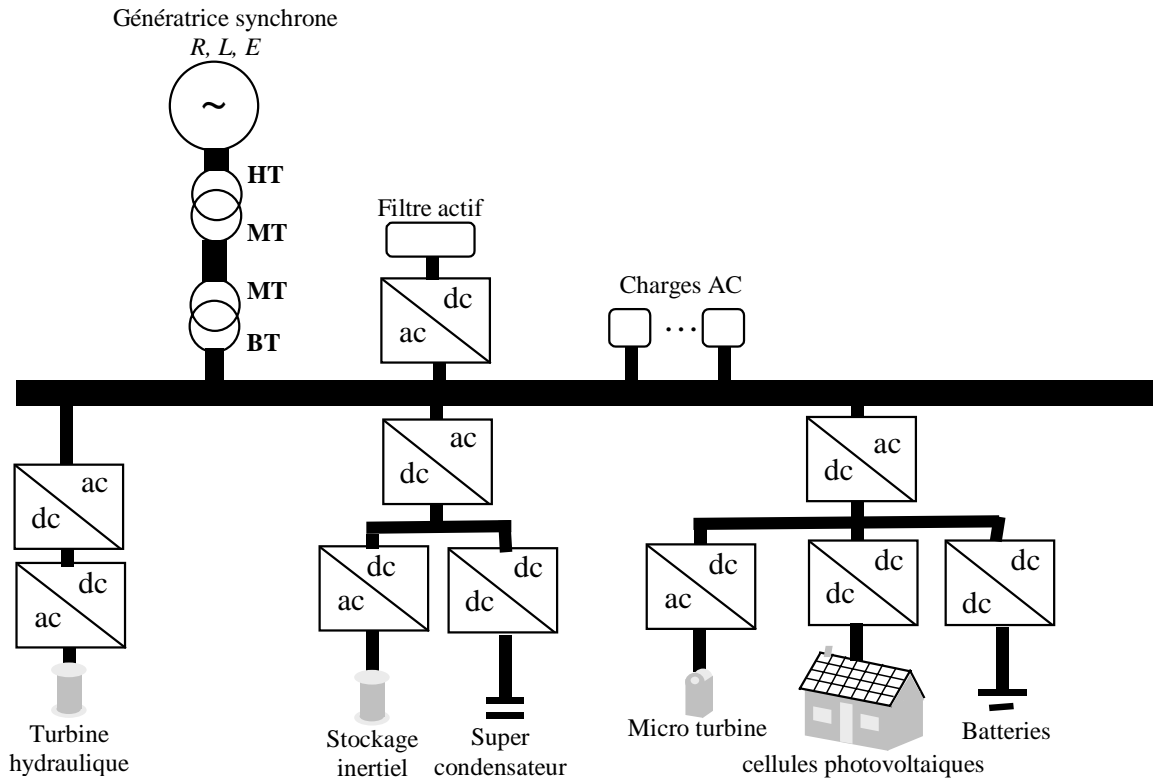 Génératrice synchrone
R, L, E
~
HT
MT
MT
BT
Filtre actif
dc
ac
Charges AC
...
ac
dc
dc
ac
Turbine
hydraulique
ac
dc
dc
ac
dc
dc
Stockage
inertiel
Super
condensateur
ac
dc
dc
ac
dc
dc
dc
dc
Micro turbine
cellules photovoltaiques
Batteries